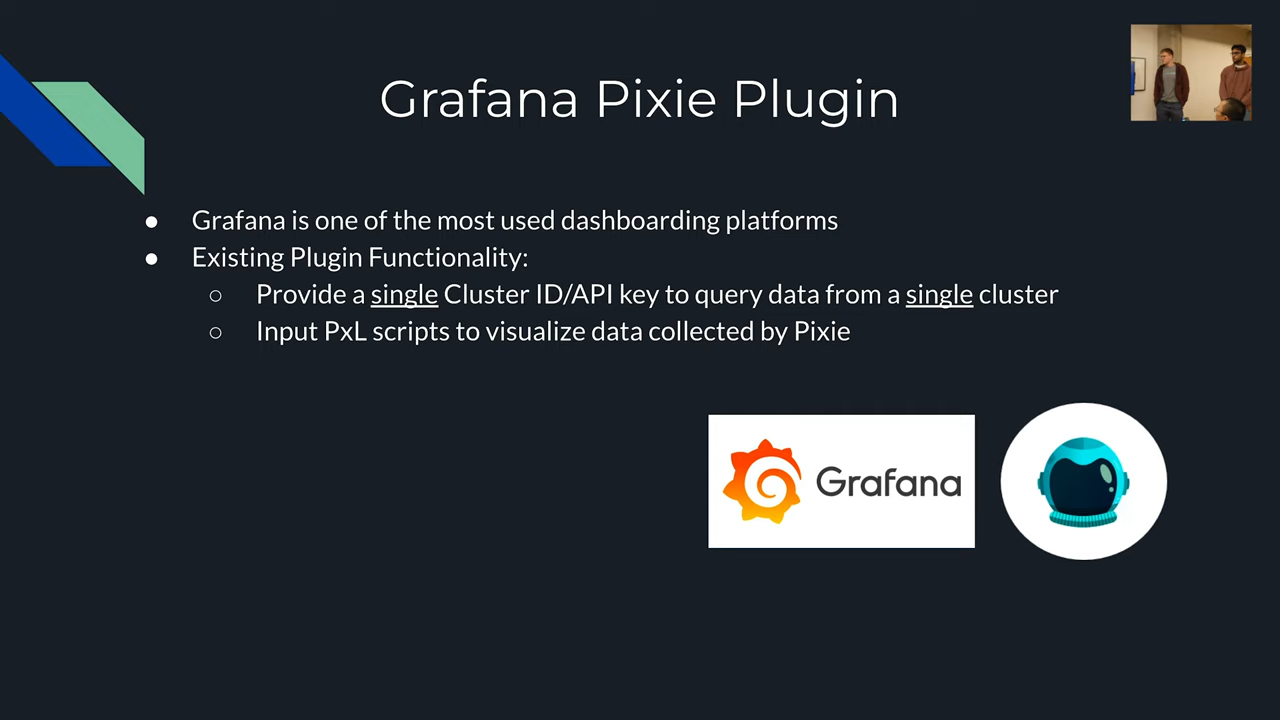 Grafana Pixie Plugin
● Grafana is one of the most used dashboarding platforms
● Existing Plugin Functionality:
○ Provide a single Cluster ID/API key to query data from a single cluster
○ Input PxL scripts to visualize data collected by Pixie
Grafana